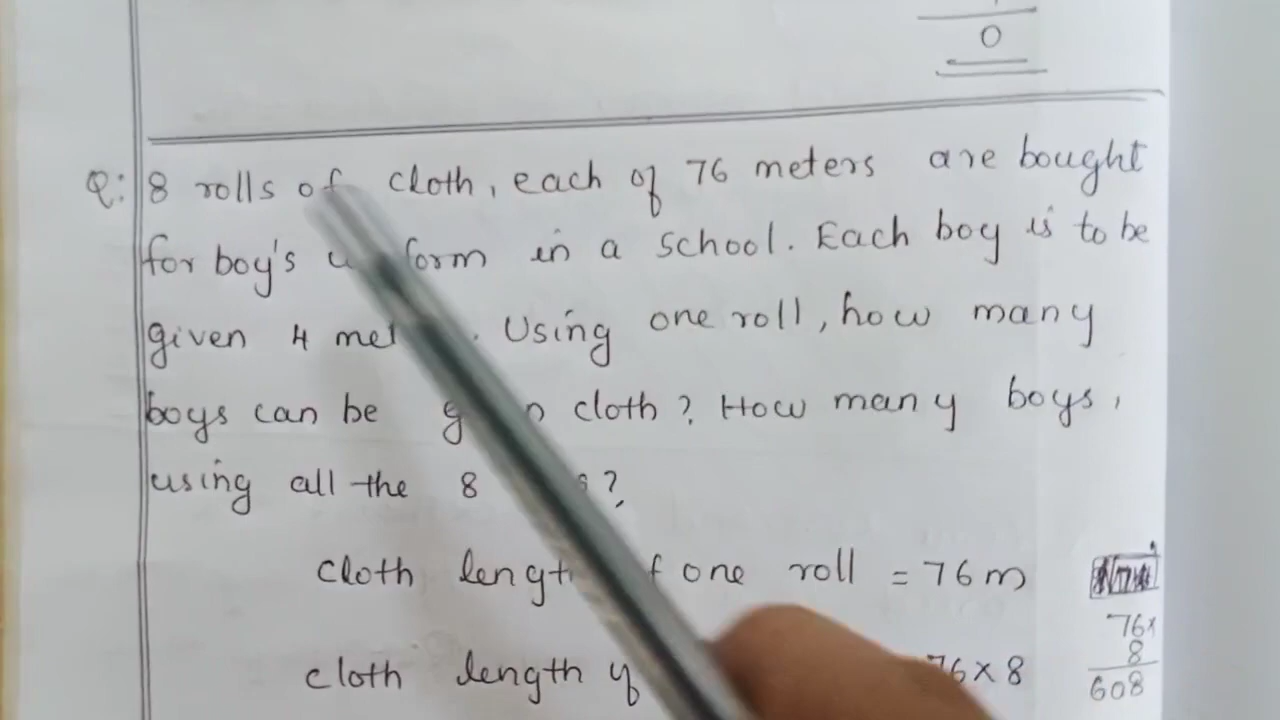 0
Q: 8 rolls of cloth, each of 76 meters are bought
for boy's form in a school. Each boy is to be
given 4 . Using one roll, how many
boys can be cloth? How many boys,
using all the 8 ?
cloth length one roll = 76m
76×
8
608
cloth length 76×8